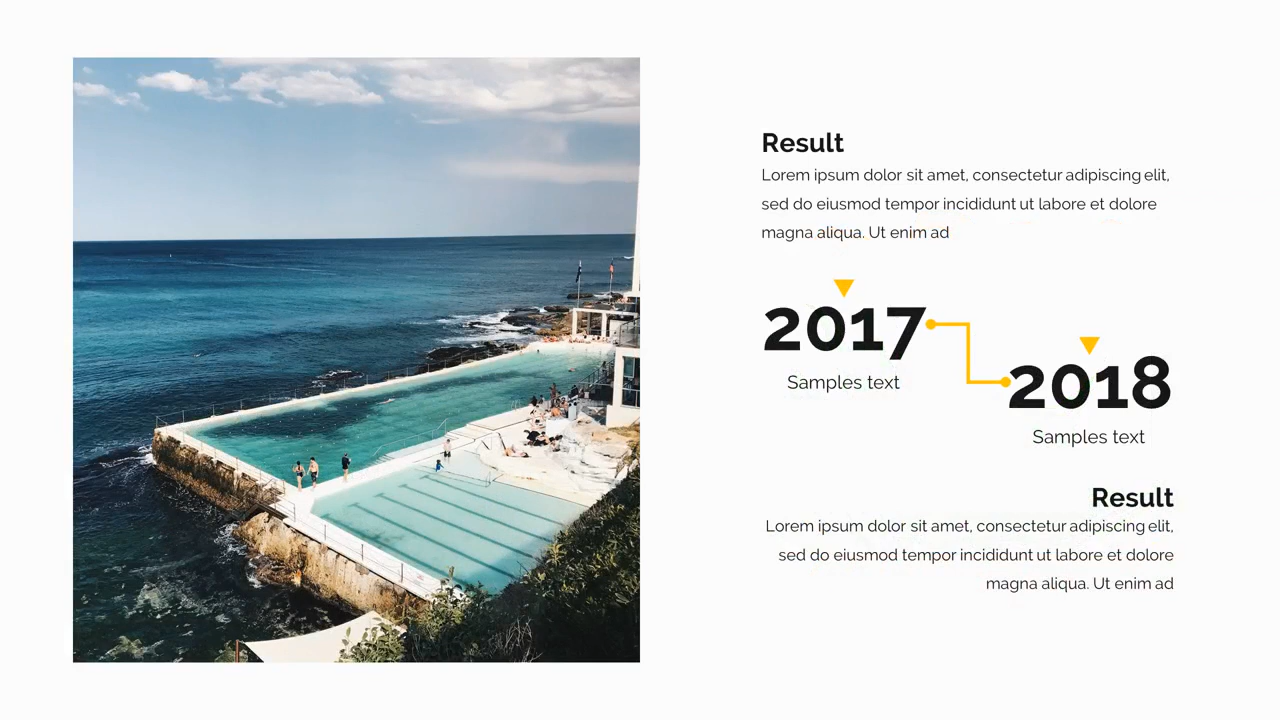 Result
Lorem ipsum dolor sit amet, consectetur adipiscing elit,
sed do eiusmod tempor incididunt ut labore et dolore
magna aliqua. Ut enim ad
2017
Samples text
2018
Samples text
Result
Lorem ipsum dolor sit amet, consectetur adipiscing elit,
sed do eiusmod tempor incididunt ut labore et dolore
magna aliqua. Ut enim ad